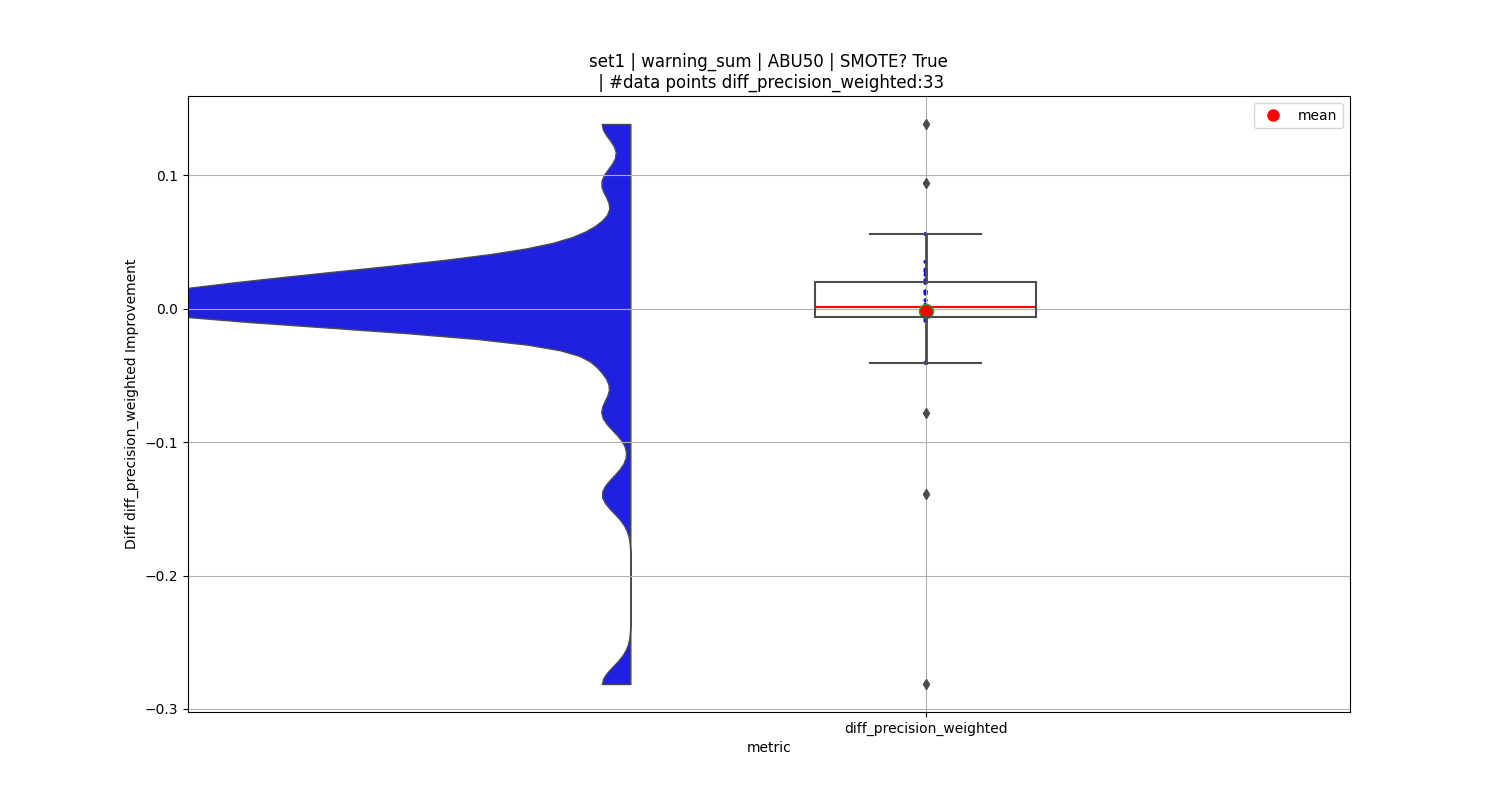 set1 | warning_sum | ABU50 | SMOTE? True
| #data points diff_precision_weighted:33
mean
0.1
0.0
−0.1
−0.2
−0.3
Diff diff_precision_weighted Improvement
diff_precision_weighted
metric